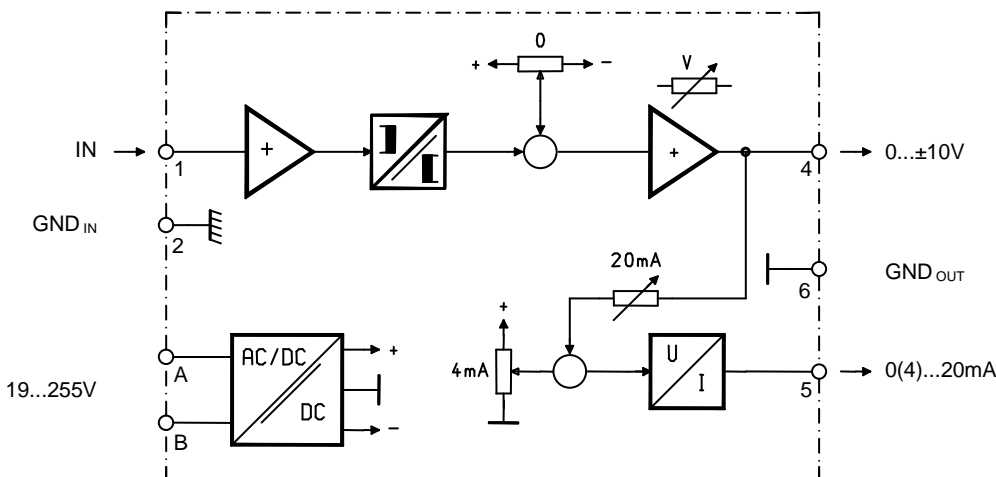 0
+ −
V
IN
1
+
+
4
0...±10V
GND IN
2
20mA
6
GND OUT
+
A
AC/DC
DC
+
−
4mA
U
I
5
0(4)...20mA
19...255V
B